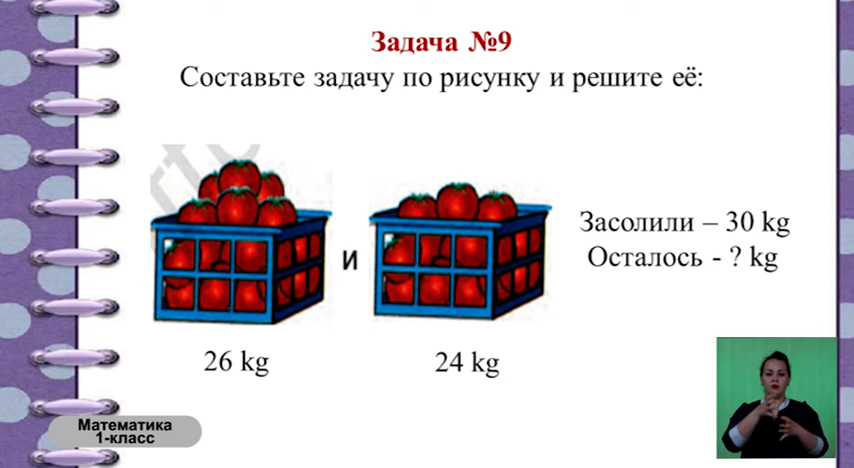 Задача №9
Составьте задачу по рисунку и решите её:
и
Засолили – 30 kg
Осталось - ? kg
26 kg
24 kg
Математика
1-класс